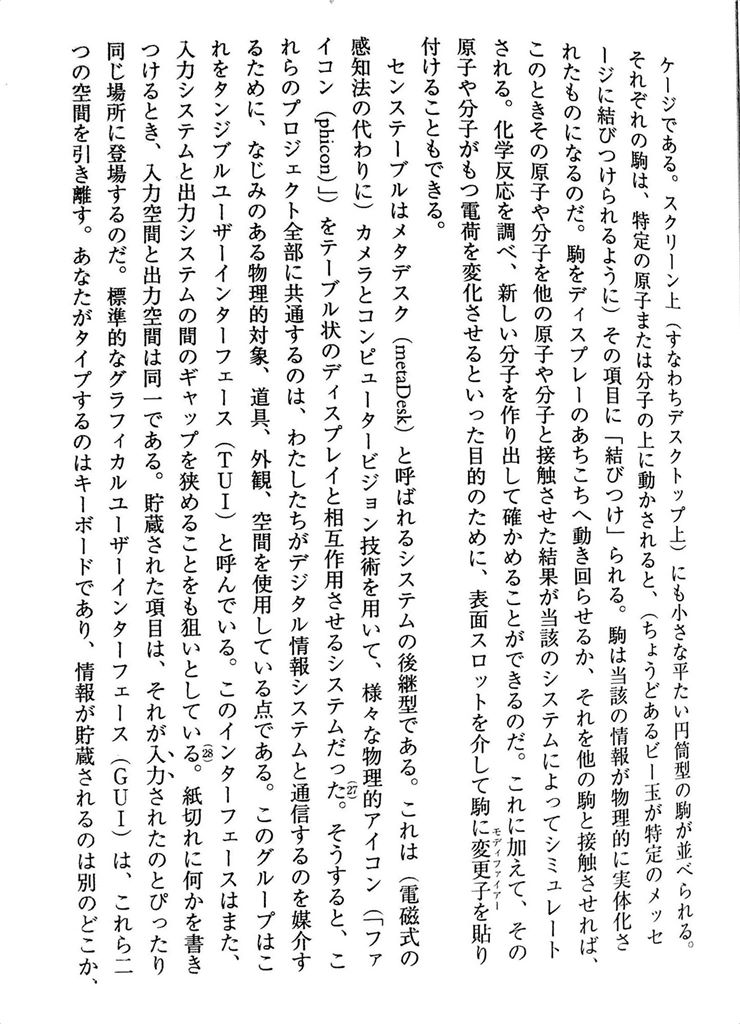 ケージである。スクリーン上（すなわちデスクトップ上）にも小さな平たい円筒型の駒が並べられる。
それぞれの駒は、特定の原子または分子の上に動かされると、（ちょうどあるビー玉が特定のメッセ
ージに結びつけられるように）その項目に「結びつけ」られる。駒は当該の情報が物理的に実体化さ
れたものになるのだ。駒をディスプレーのあちこちへ動き回らせるか、それを他の駒と接触させれば、
このときその原子や分子を他の原子や分子と接触させた結果が当該のシステムによってシミュレート
される。化学反応を調べ、新しい分子を作り出して確かめることができるのだ。これに加えて、その
原子や分子がもつ電荷を変化させるといった目的のために、表面スロットを介して駒に変更子モディファイアーを貼り
付けることもできる。
センステーブルはメタデスク（metaDesk）と呼ばれるシステムの後継型である。これは（電磁式の
感知法の代わりに）カメラとコンピュータービジョン技術を用いて、様々な物理的アイコン（「ファ
イコン（phicon）」）をテーブル状のディスプレイと相互作用させるシステムだった。(27)そうすると、こ
れらのプロジェクト全部に共通するのは、わたしたちがデジタル情報システムと通信するのを媒介す
るために、なじみのある物理的対象、道具、外観、空間を使用している点である。このグループはこ
れをタンジブルユーザーインターフェース（TUI）と呼んでいる。このインターフェースはまた、
入力システムと出力システムの間のギャップを狭めることをも狙いとしている。(28)紙切れに何かを書き
つけるとき、入力空間と出力空間は同一である。貯蔵された項目は、それが入力されたのとぴったり
同じ場所に登場するのだ。標準的なグラフィカルユーザーインターフェース（GUI）は、これら二
つの空間を引き離す。あなたがタイプするのはキーボードであり、情報が貯蔵されるのは別のどこか、